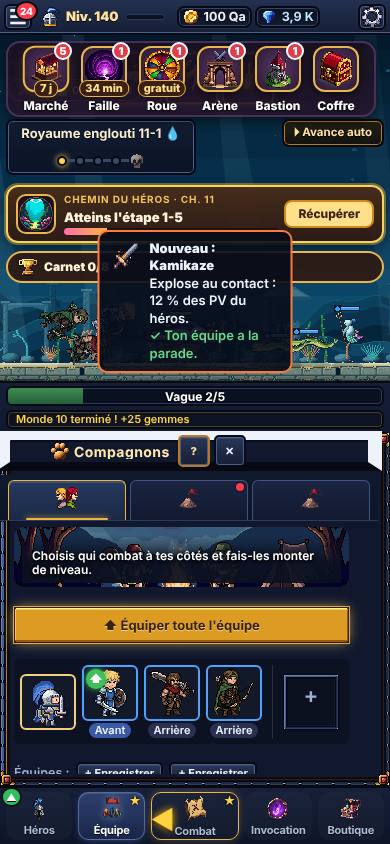 24
Niv. 140
100 Qa
3,9 K
5
1
1
1
1
7 j
34 min
gratuit
Marché
Faille
Roue
Arène
Bastion
Coffre
Royaume englouti 11-1
Avance auto
CHEMIN DU HÉROS · CH. 11
Atteins l'étape 1-5
Récupérer
Carnet 0/
Nouveau :
Kamikaze
Explose au contact :
12 % des PV du
héros.
✓ Ton équipe a la
parade.
Vague 2/5
Monde 10 terminé ! +25 gemmes
Compagnons
?
×
Choisis qui combat à tes côtés et fais-les monter
de niveau.
Équiper toute l'équipe
Avant
Arrière
Arrière
+
Équipes :
+ Enregistrer
+ Enregistrer
Héros
Équipe
Combat
Invocation
Boutique